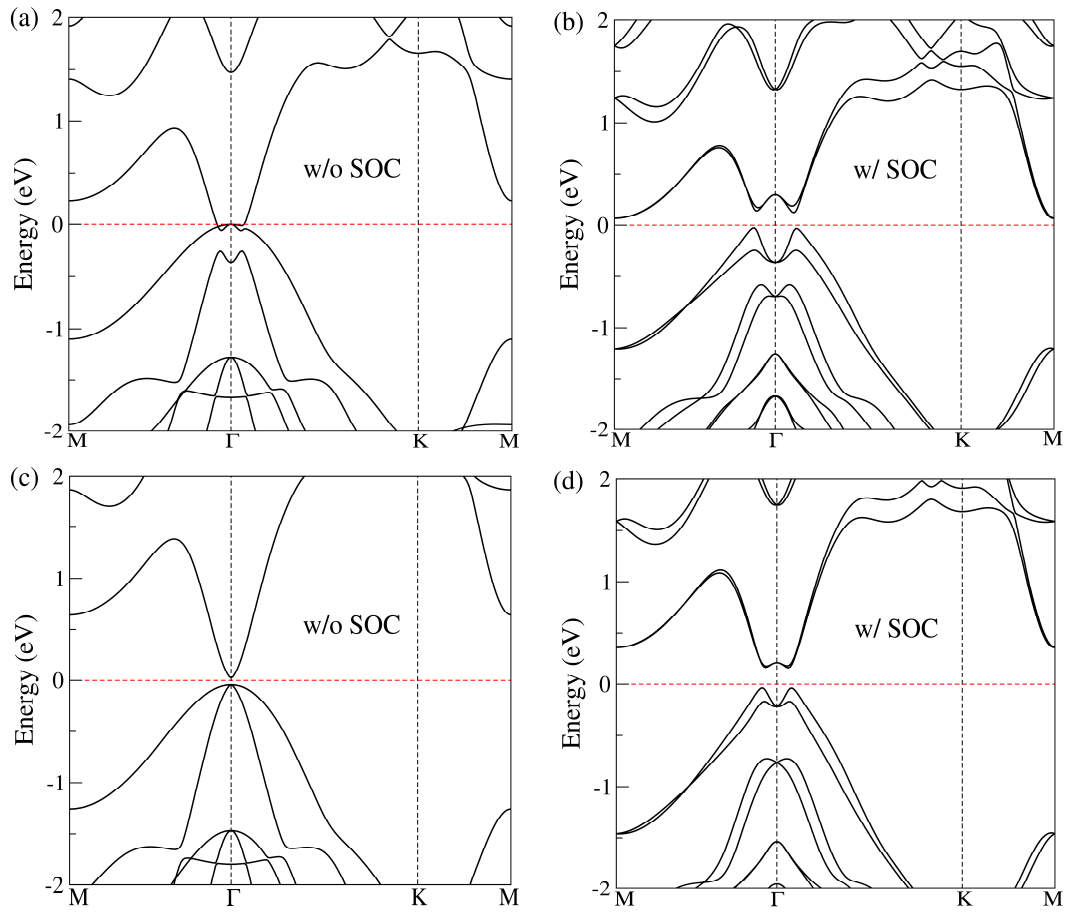 (a)
2
1
0
-1
-2
Energy (eV)
w/o SOC
M Γ K M
(b)
2
1
0
-1
-2
Energy (eV)
w/ SOC
M Γ K M
(c)
2
1
0
-1
-2
Energy (eV)
w/o SOC
M Γ K M
(d)
2
1
0
-1
-2
Energy (eV)
w/ SOC
M Γ K M